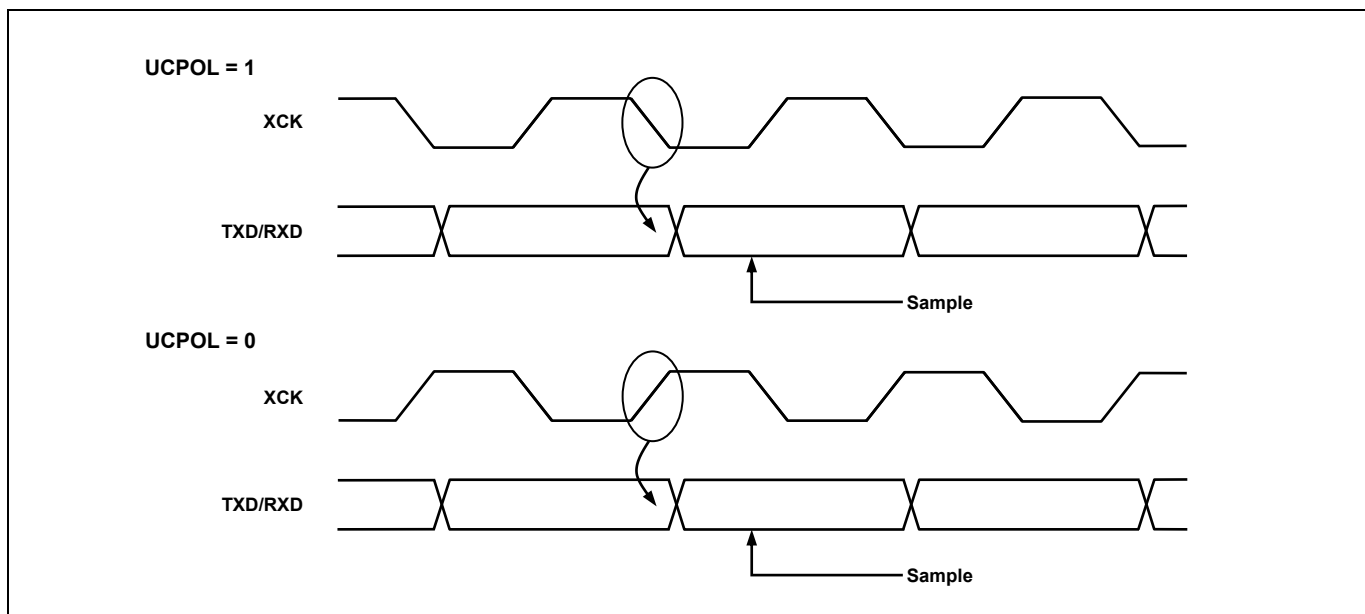 UCPOL = 1
XCK
TXD/RXD
Sample
UCPOL = 0
XCK
TXD/RXD
Sample